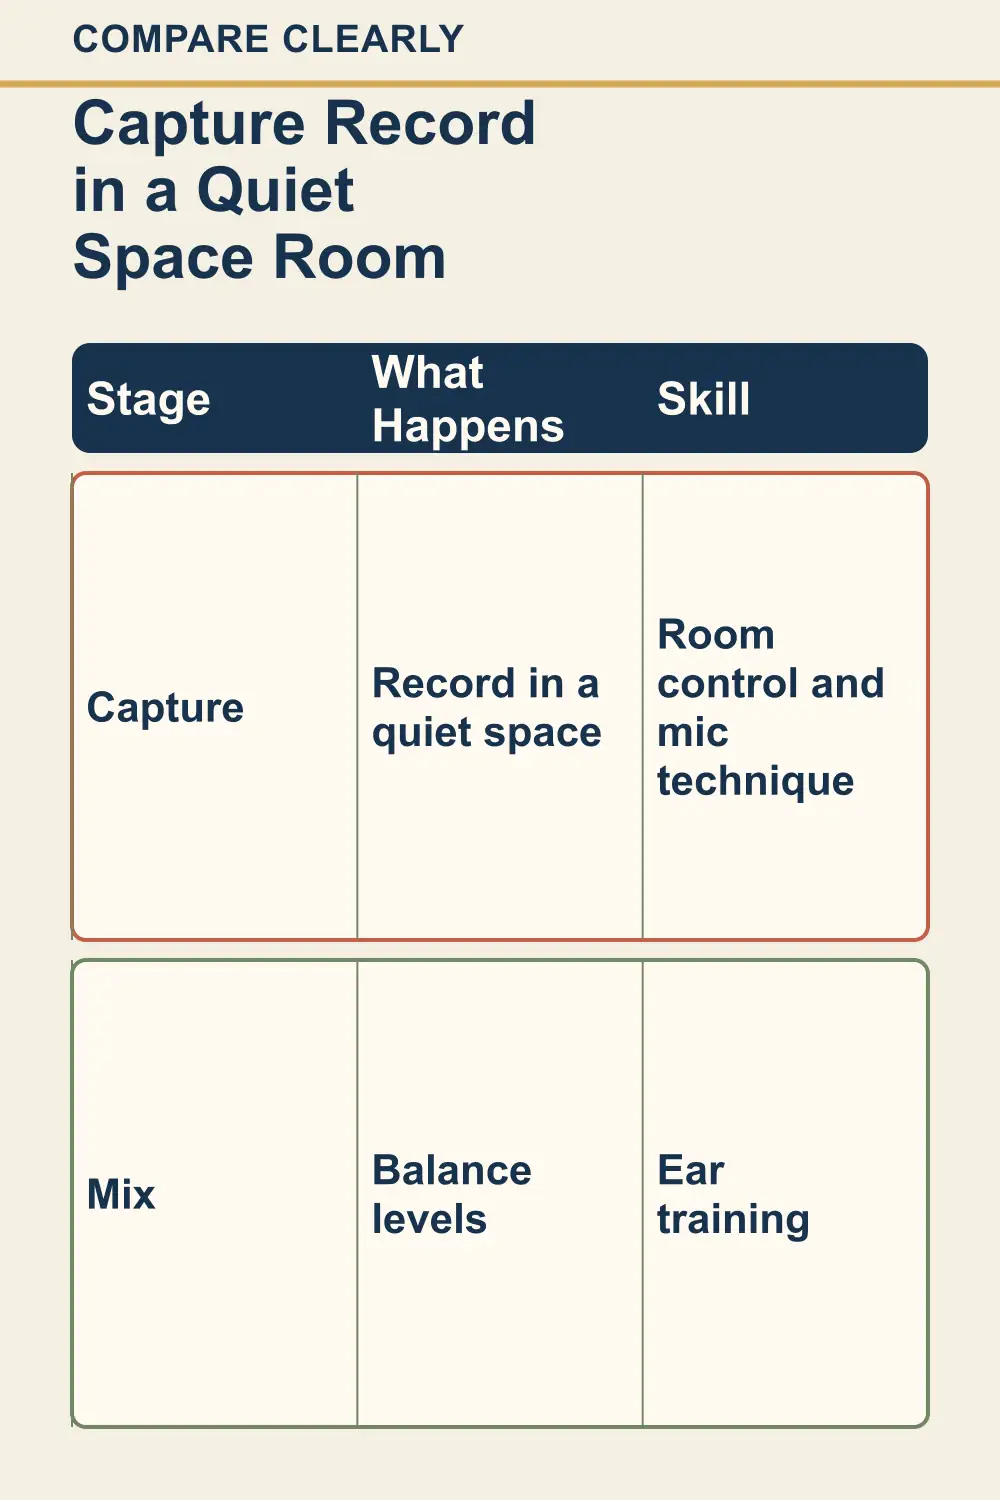 COMPARE CLEARLY
Capture Record
in a Quiet
Space Room
Stage
What
Happens
Skill
Capture
Record in a
quiet space
Room
control and
mic
technique
Mix
Balance
levels
Ear
training